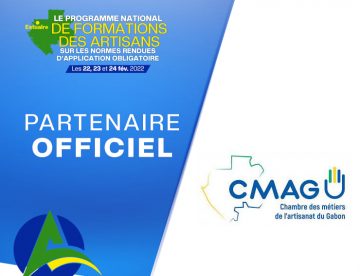 LE PROGRAMME NATIONAL
DE FORMATIONS
DES ARTISANS
SUR LES NORMES RENDUES
D'APPLICATION OBLIGATOIRE
Les 22, 23 et 24 fév. 2022
Estuaire
PARTENAIRE
OFFICIEL
CMAG
Chambre des métiers
de l'artisanat du Gabon